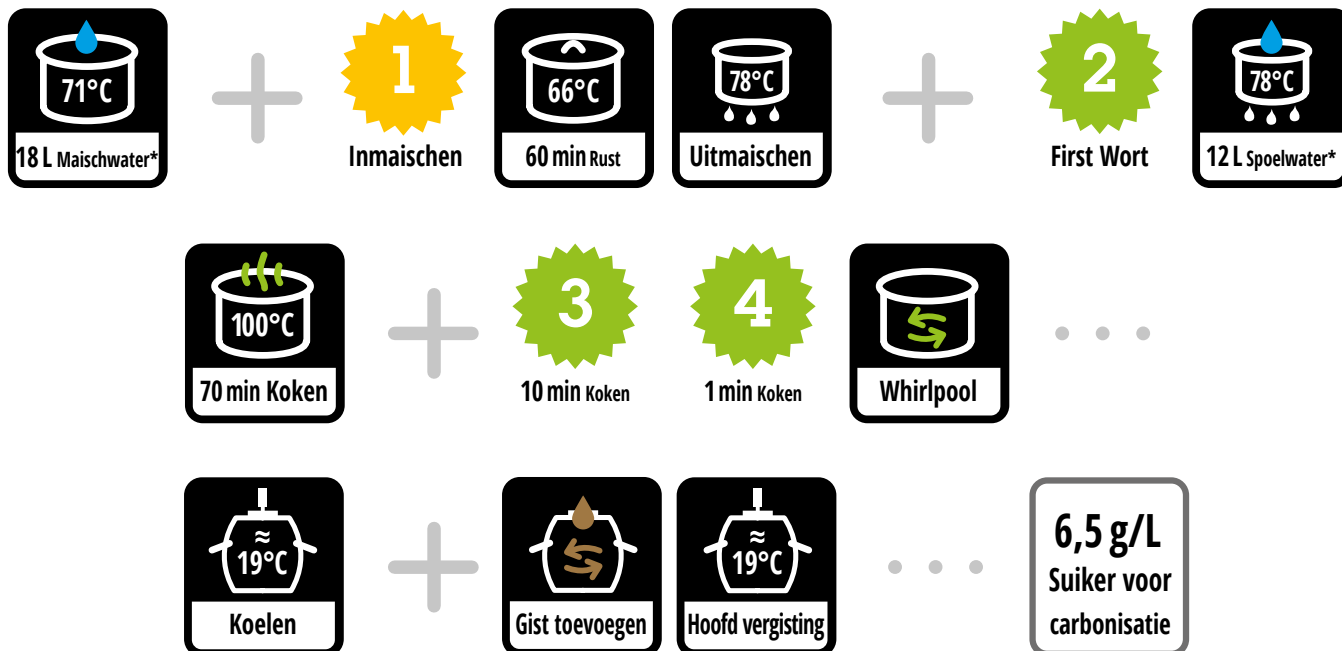 71°C
18 L Maischwater*
1
Inmaischen
66°C
60 min Rust
78°C
Uitmaischen
2
First Wort
78°C
12 L Spoelwater*
100°C
70 min Koken
3
10 min Koken
4
1 min Koken
Whirlpool
≈
19°C
Koelen
Gist toevoegen
≈
19°C
Hoofd vergisting
6,5 g/L
Suiker voor
carbonisatie